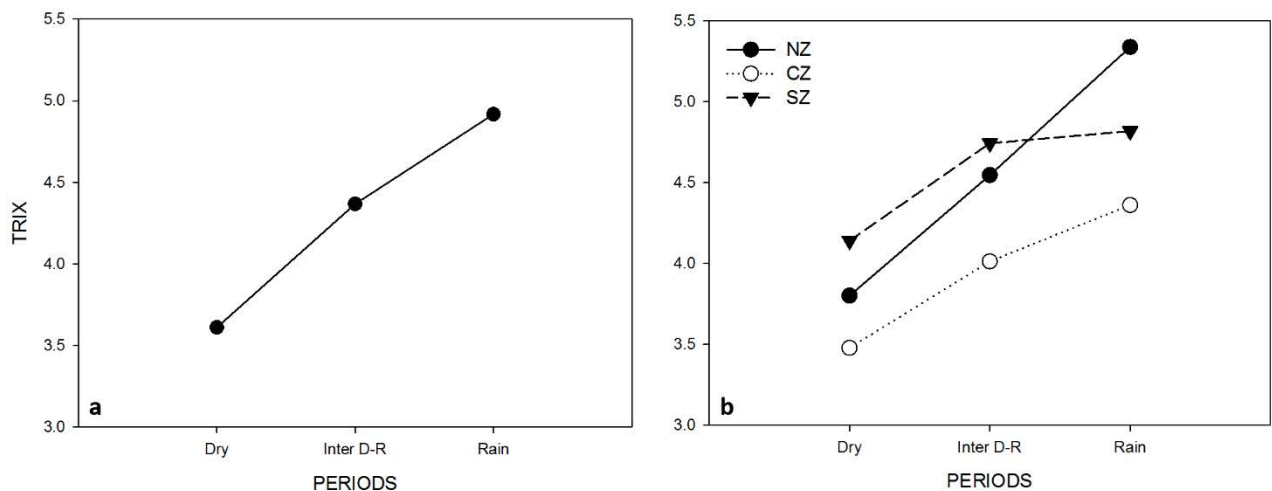 5.5
5.0
4.5
4.0
3.5
3.0
TRIX
a
Dry Inter D-R Rain
PERIODS
NZ
CZ
SZ
5.5
5.0
4.5
4.0
3.5
3.0
b
Dry Inter D-R Rain
PERIODS